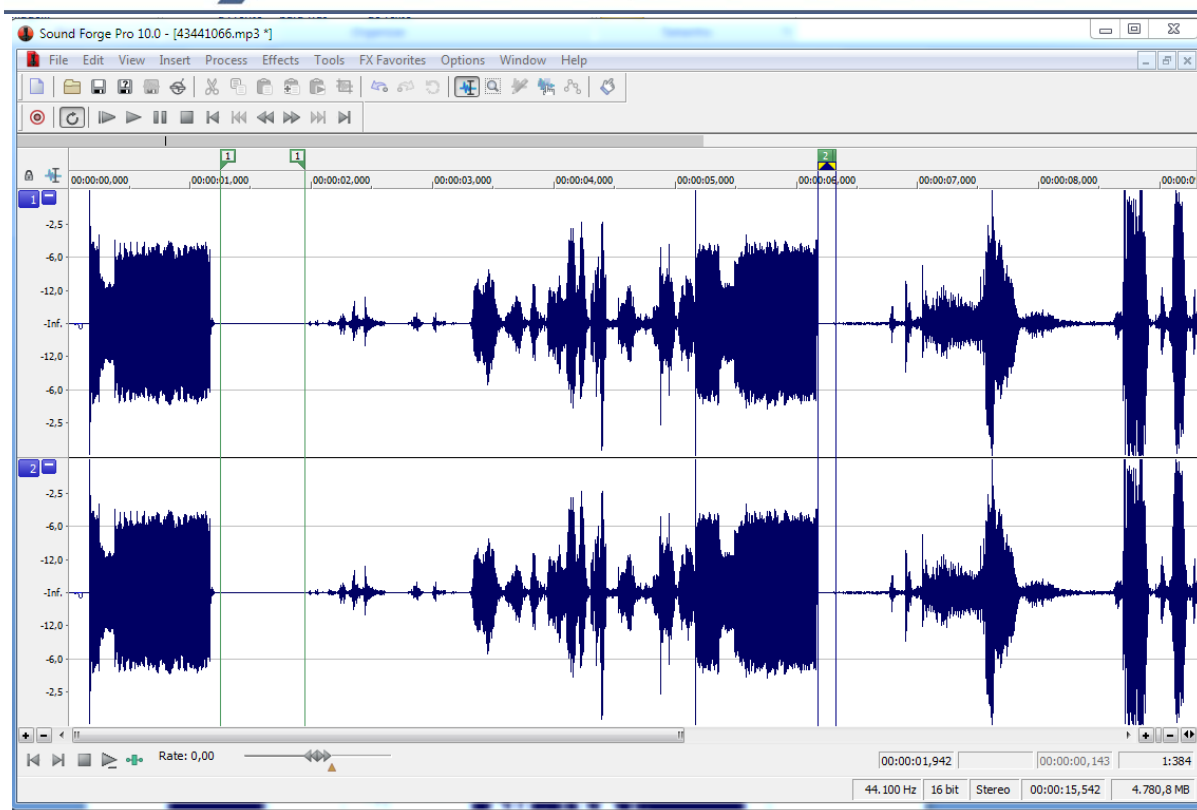 Sound Forge Pro 10.0 - [43441066.mp3 *]
File Edit View Insert Process Effects Tools FX Favorites Options Window Help
1 1 2
00:00:00,000 00:00:01,000 00:00:02,000 00:00:03,000 00:00:04,000 00:00:05,000 00:00:06,000 00:00:07,000 00:00:08,000 00:00:0
1
-2,5
-6,0
-12,0
-Inf.
-12,0
-6,0
-2,5
2
-2,5
-6,0
-12,0
-Inf.
-12,0
-6,0
-2,5
Rate: 0,00
00:00:01,942 00:00:00,143 1:384
44.100 Hz 16 bit Stereo 00:00:15,542 4.780,8 MB